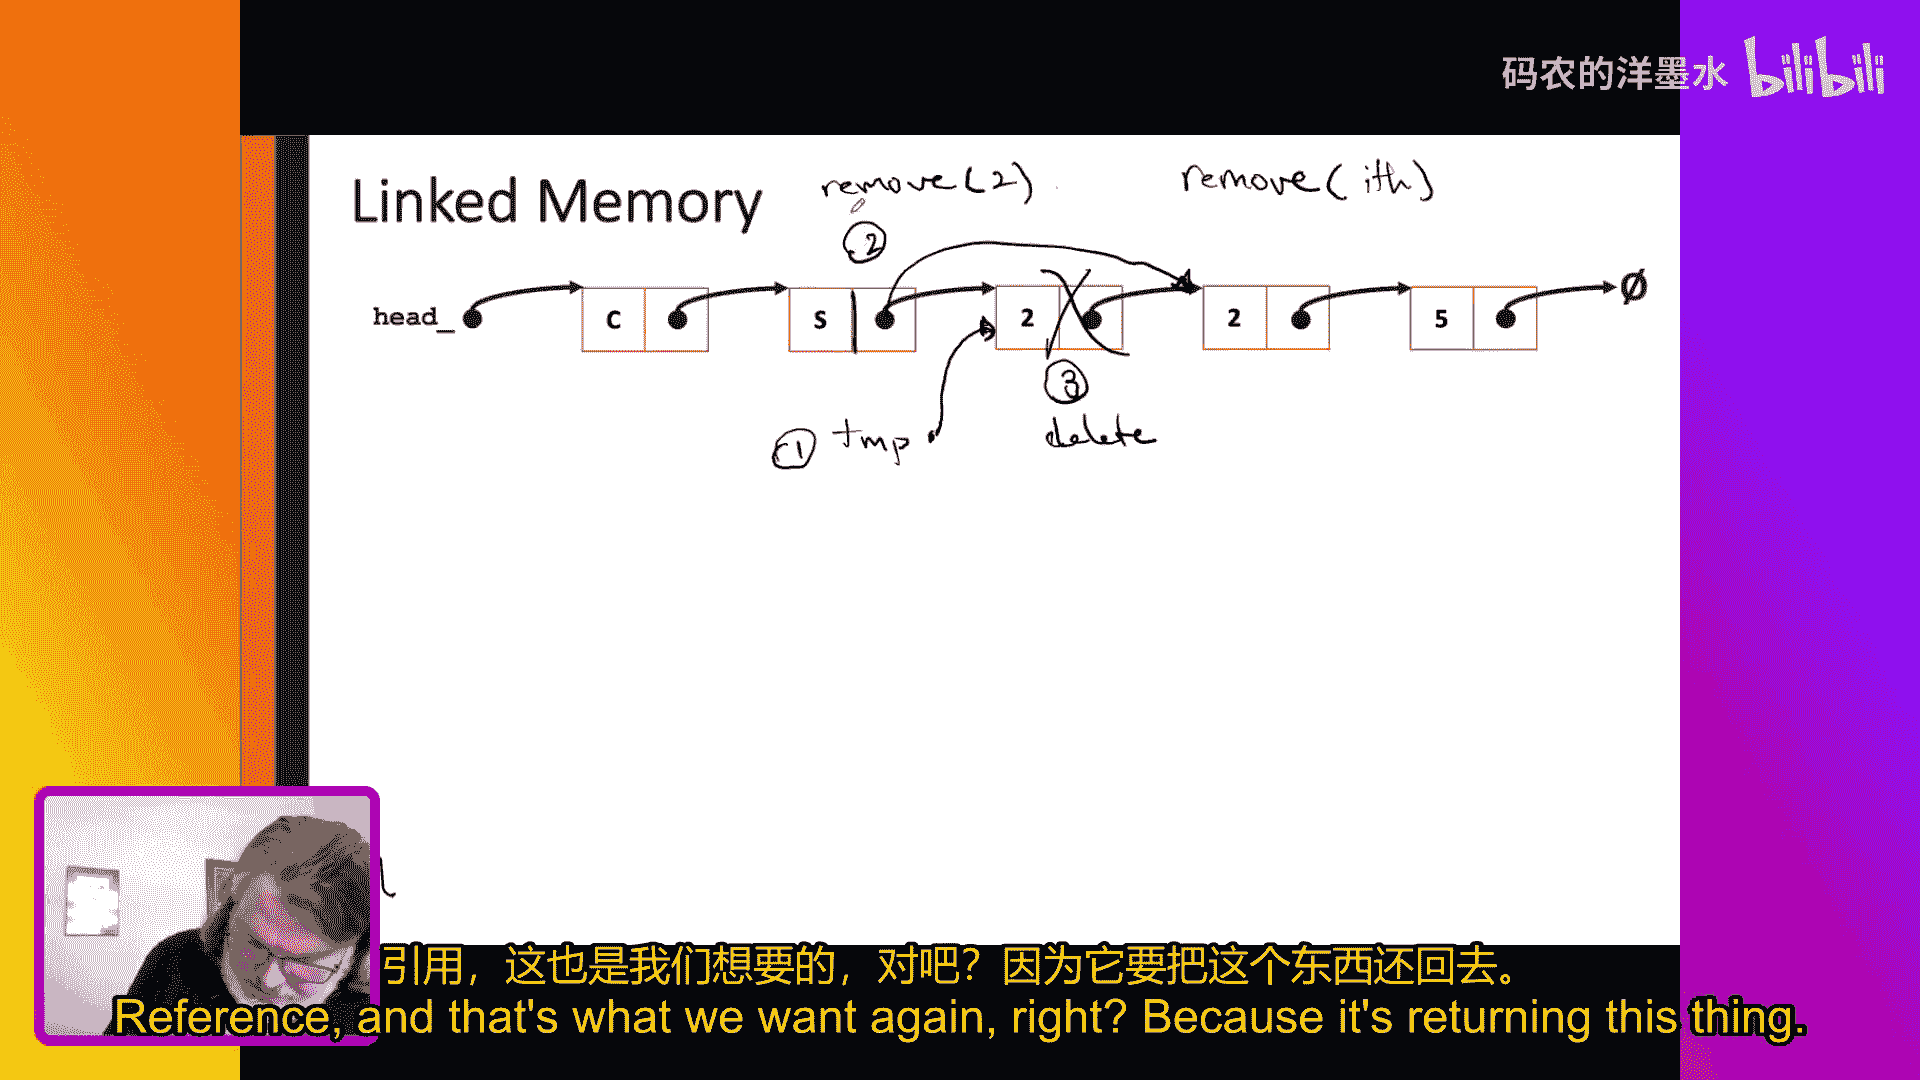 码农的洋墨水 bilibili
Linked Memory
remove(2)
remove(ith)
②
head_ C S 2 2 5 Ø
③
① tmp
delete
引用，这也是我们想要的，对吧？因为它要把这个东西还回去。
Reference, and that's what we want again, right? Because it's returning this thing.